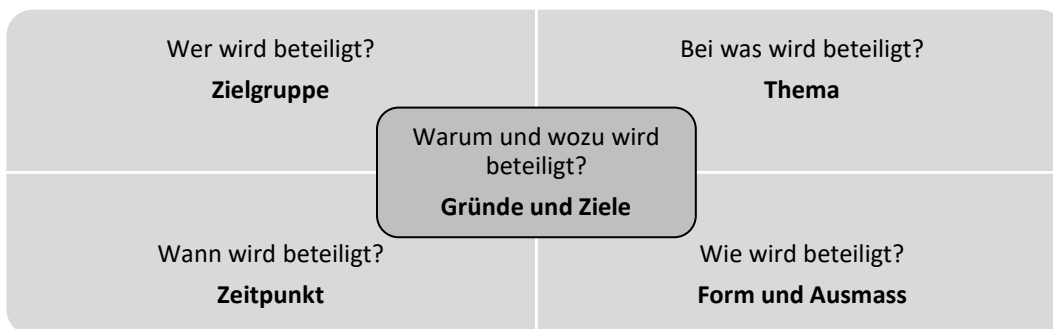 Wer wird beteiligt?
Zielgruppe
Bei was wird beteiligt?
Thema
Warum und wozu wird
beteiligt?
Gründe und Ziele
Wann wird beteiligt?
Zeitpunkt
Wie wird beteiligt?
Form und Ausmass